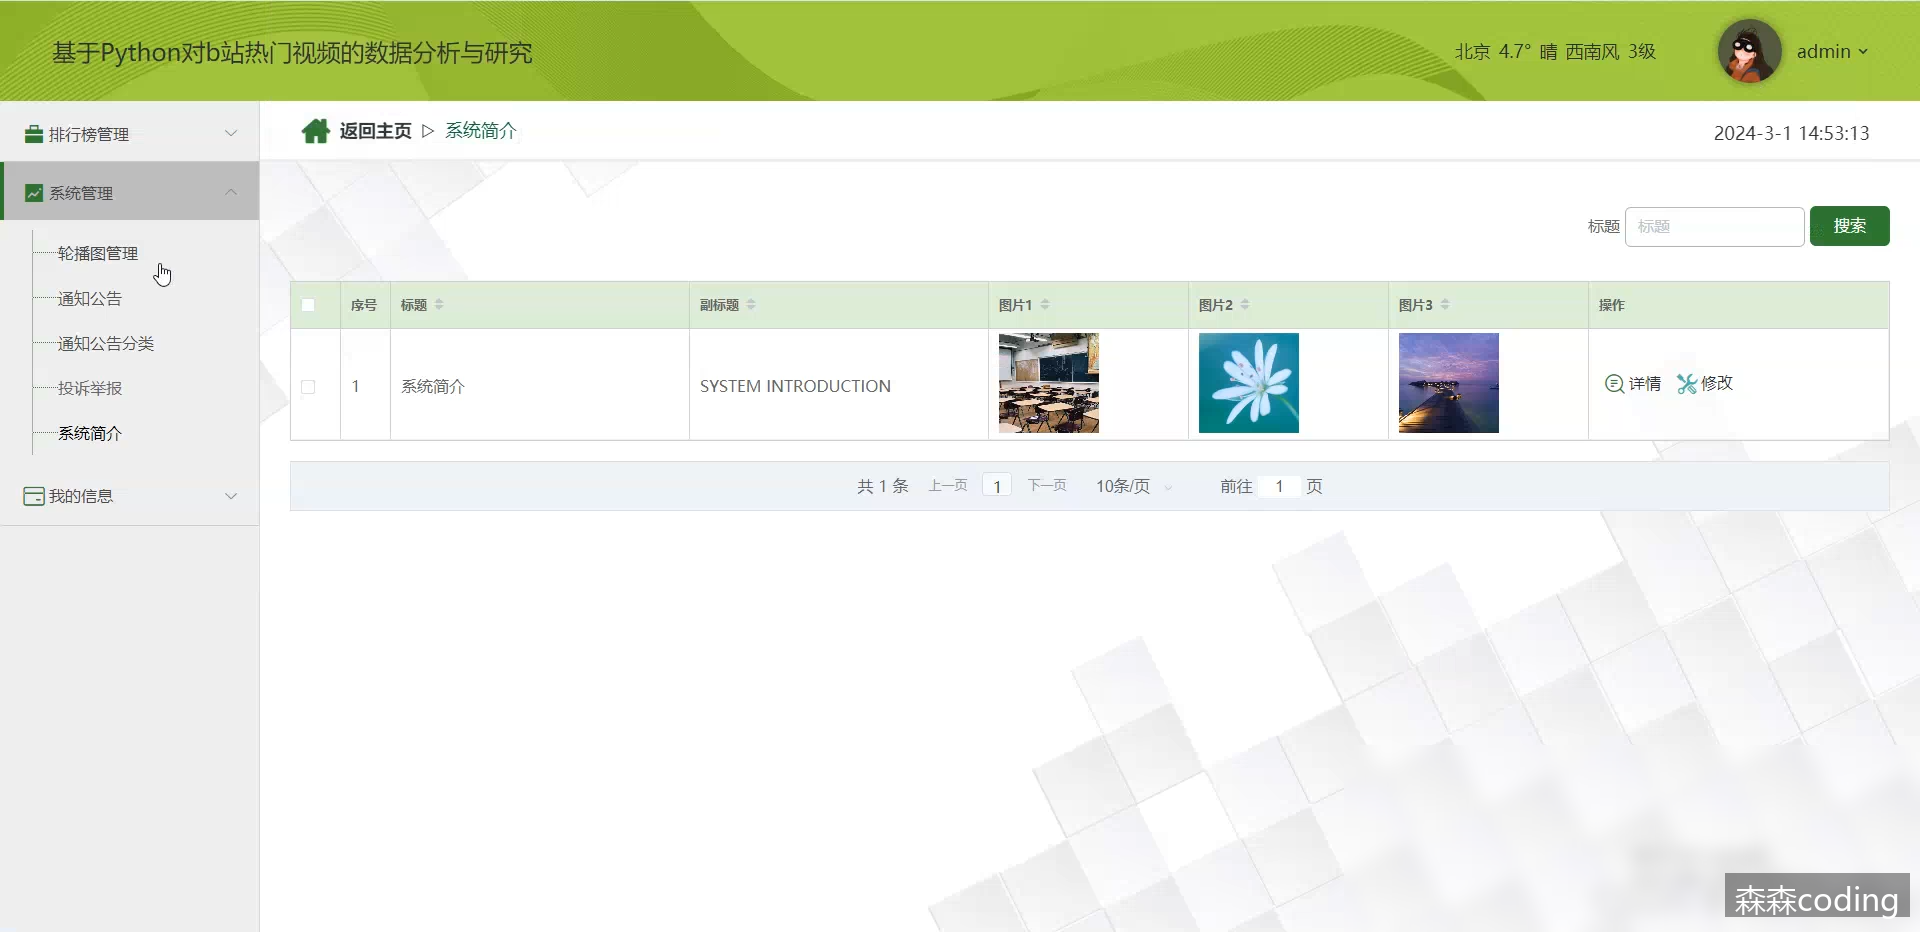 基于Python对b站热门视频的数据分析与研究
北京 4.7° 晴 西南风 3级
admin
排行榜管理
返回主页 ▷ 系统简介
2024-3-1 14:53:13
系统管理
标题 标题 搜索
轮播图管理
通知公告
通知公告分类
投诉举报
系统简介
我的信息
序号 标题 副标题 图片1 图片2 图片3 操作
1 系统简介 SYSTEM INTRODUCTION 详情 修改
共 1 条 上一页 1 下一页 10条/页 前往 1 页
森森coding